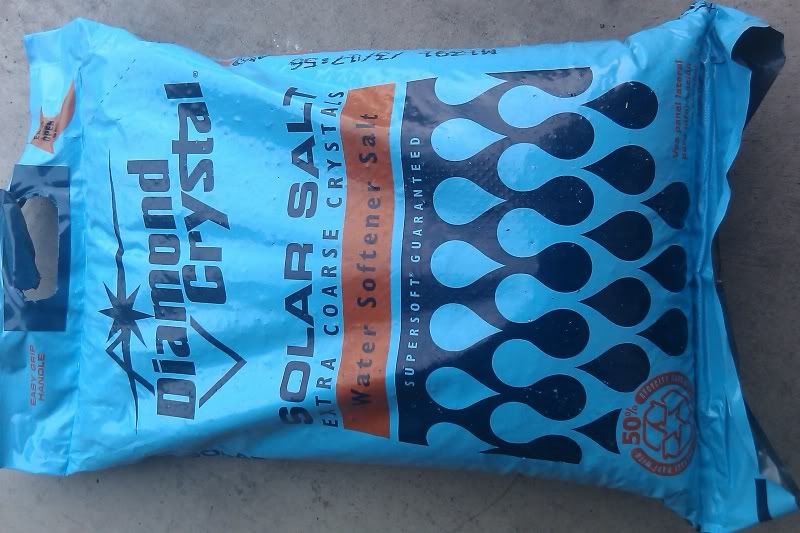 EASY GRIP
HANDLE
Diamond
Crystal®
SOLAR SALT
EXTRA COARSE CRYSTALS
Water Softener Salt
SUPERSOFT® GUARANTEED
50%